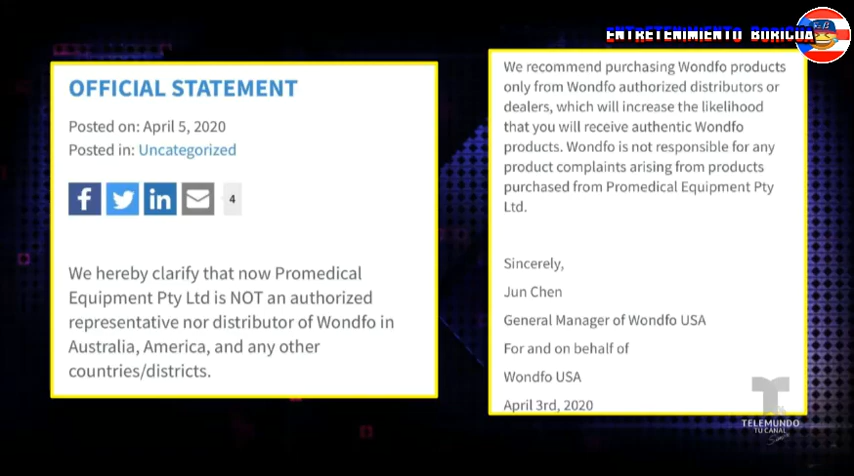 ENTRETENIMIENTO BORICUA
OFFICIAL STATEMENT
Posted on: April 5, 2020
Posted in: Uncategorized
f
in
4
We hereby clarify that now Promedical
Equipment Pty Ltd is NOT an authorized
representative nor distributor of Wondfo in
Australia, America, and any other
countries/districts.
We recommend purchasing Wondfo products
only from Wondfo authorized distributors or
dealers, which will increase the likelihood
that you will receive authentic Wondfo
products. Wondfo is not responsible for any
product complaints arising from products
purchased from Promedical Equipment Pty
Ltd.
Sincerely,
Jun Chen
General Manager of Wondfo USA
For and on behalf of
Wondfo USA
April 3rd, 2020
TELEMUNDO
TU CANAL